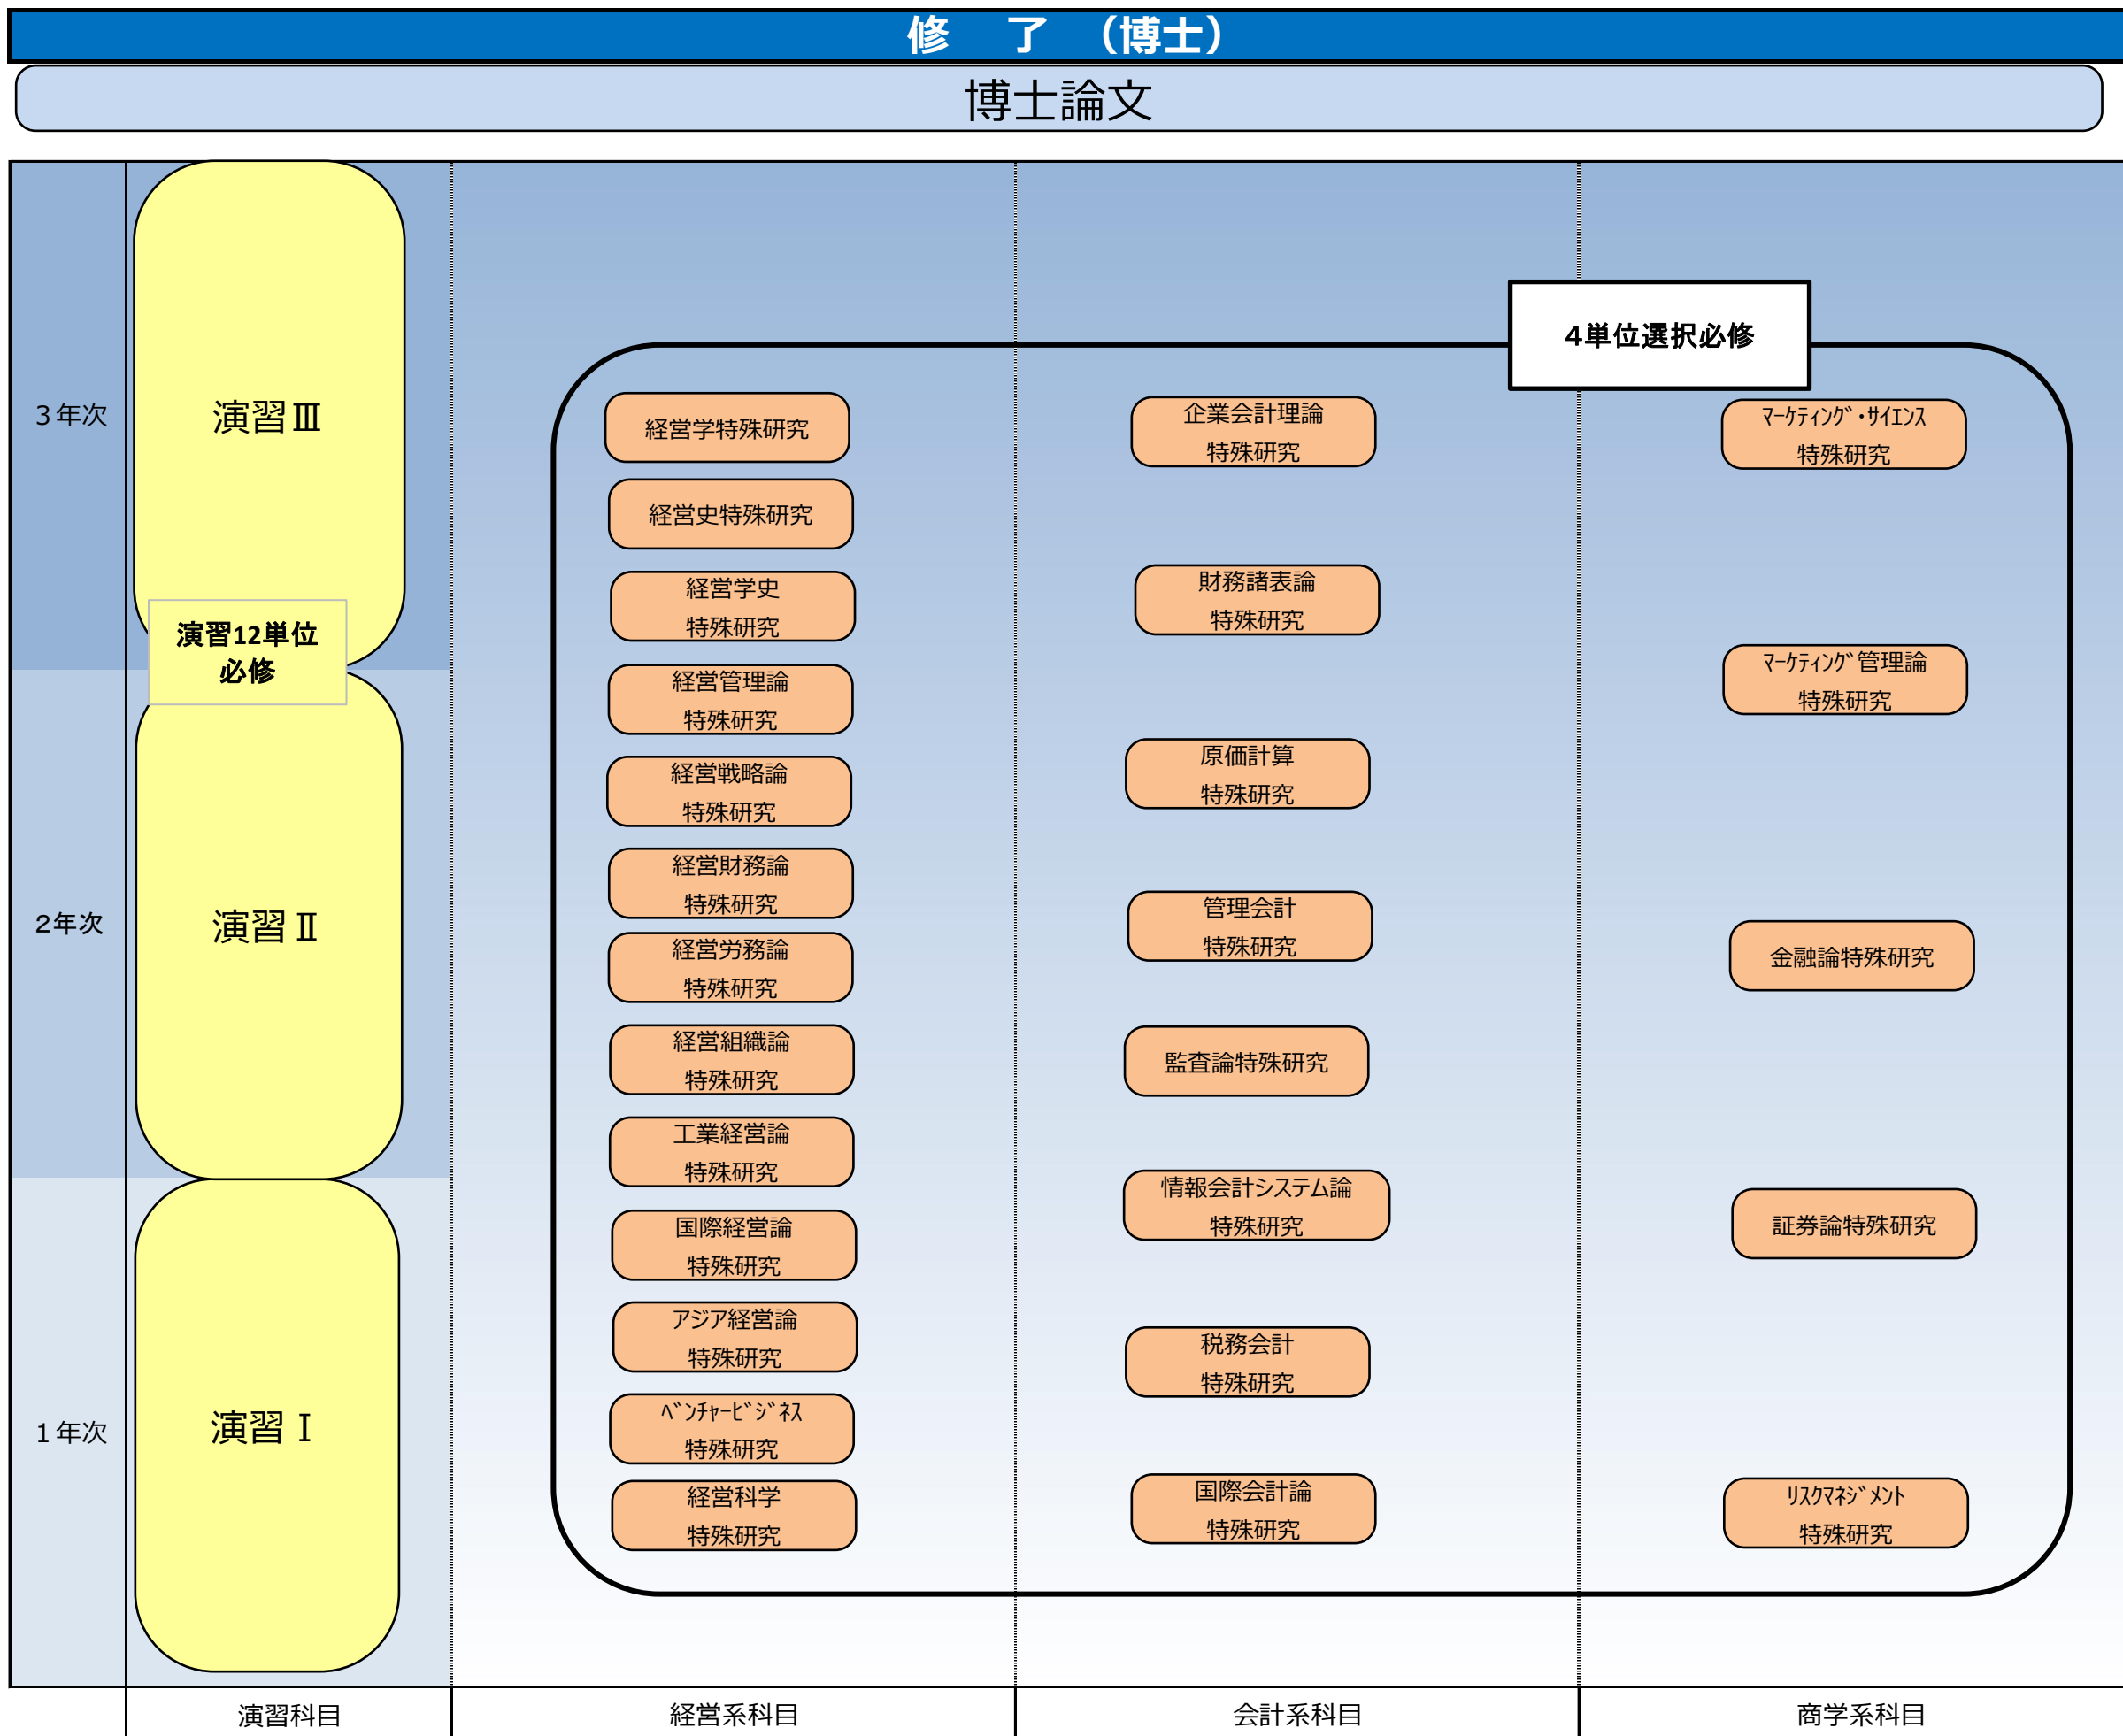 修　了　（博士）
博士論文
４単位選択必修
３年次
演習Ⅲ
演習12単位
必修
２年次
演習Ⅱ
１年次
演習Ⅰ
経営学特殊研究
経営史特殊研究
経営学史
特殊研究
経営管理論
特殊研究
経営戦略論
特殊研究
経営財務論
特殊研究
経営労務論
特殊研究
経営組織論
特殊研究
工業経営論
特殊研究
国際経営論
特殊研究
アジア経営論
特殊研究
ﾍﾞﾝﾁｬｰﾋﾞｼﾞﾈｽ
特殊研究
経営科学
特殊研究
企業会計理論
特殊研究
財務諸表論
特殊研究
原価計算
特殊研究
管理会計
特殊研究
監査論特殊研究
情報会計システム論
特殊研究
税務会計
特殊研究
国際会計論
特殊研究
ﾏｰｹﾃｨﾝｸﾞ・ｻｲｴﾝｽ
特殊研究
ﾏｰｹﾃｨﾝｸﾞ管理論
特殊研究
金融論特殊研究
証券論特殊研究
ﾘｽｸﾏﾈｼﾞﾒﾝﾄ
特殊研究
演習科目
経営系科目
会計系科目
商学系科目